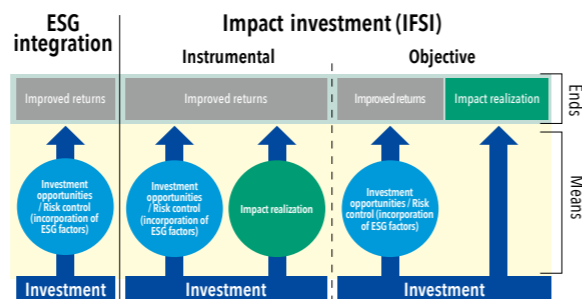 ESG
integration
Impact investment (IFSI)
Instrumental
Objective
Improved returns
Improved returns
Improved returns
Impact realization
Ends
Investment
opportunities
/ Risk control
(incorporation of
ESG factors)
Investment
opportunities
/ Risk control
(incorporation of
ESG factors)
Impact realization
Investment
opportunities / Risk
control (incorporation
of ESG factors)
Means
Investment
Investment
Investment